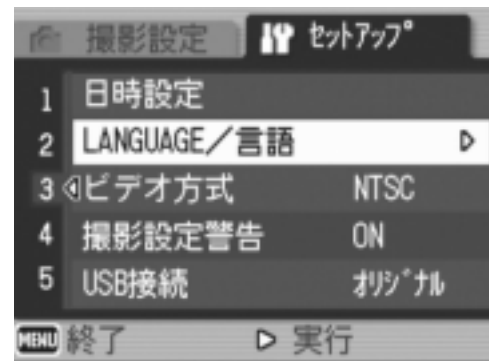 撮影設定 ｾｯﾄｱｯﾌﾟ
1 日時設定
2 LANGUAGE／言語
3 ビデオ方式 NTSC
4 撮影設定警告 ON
5 USB接続 ｵﾘｼﾞﾅﾙ
MENU 終了 実行